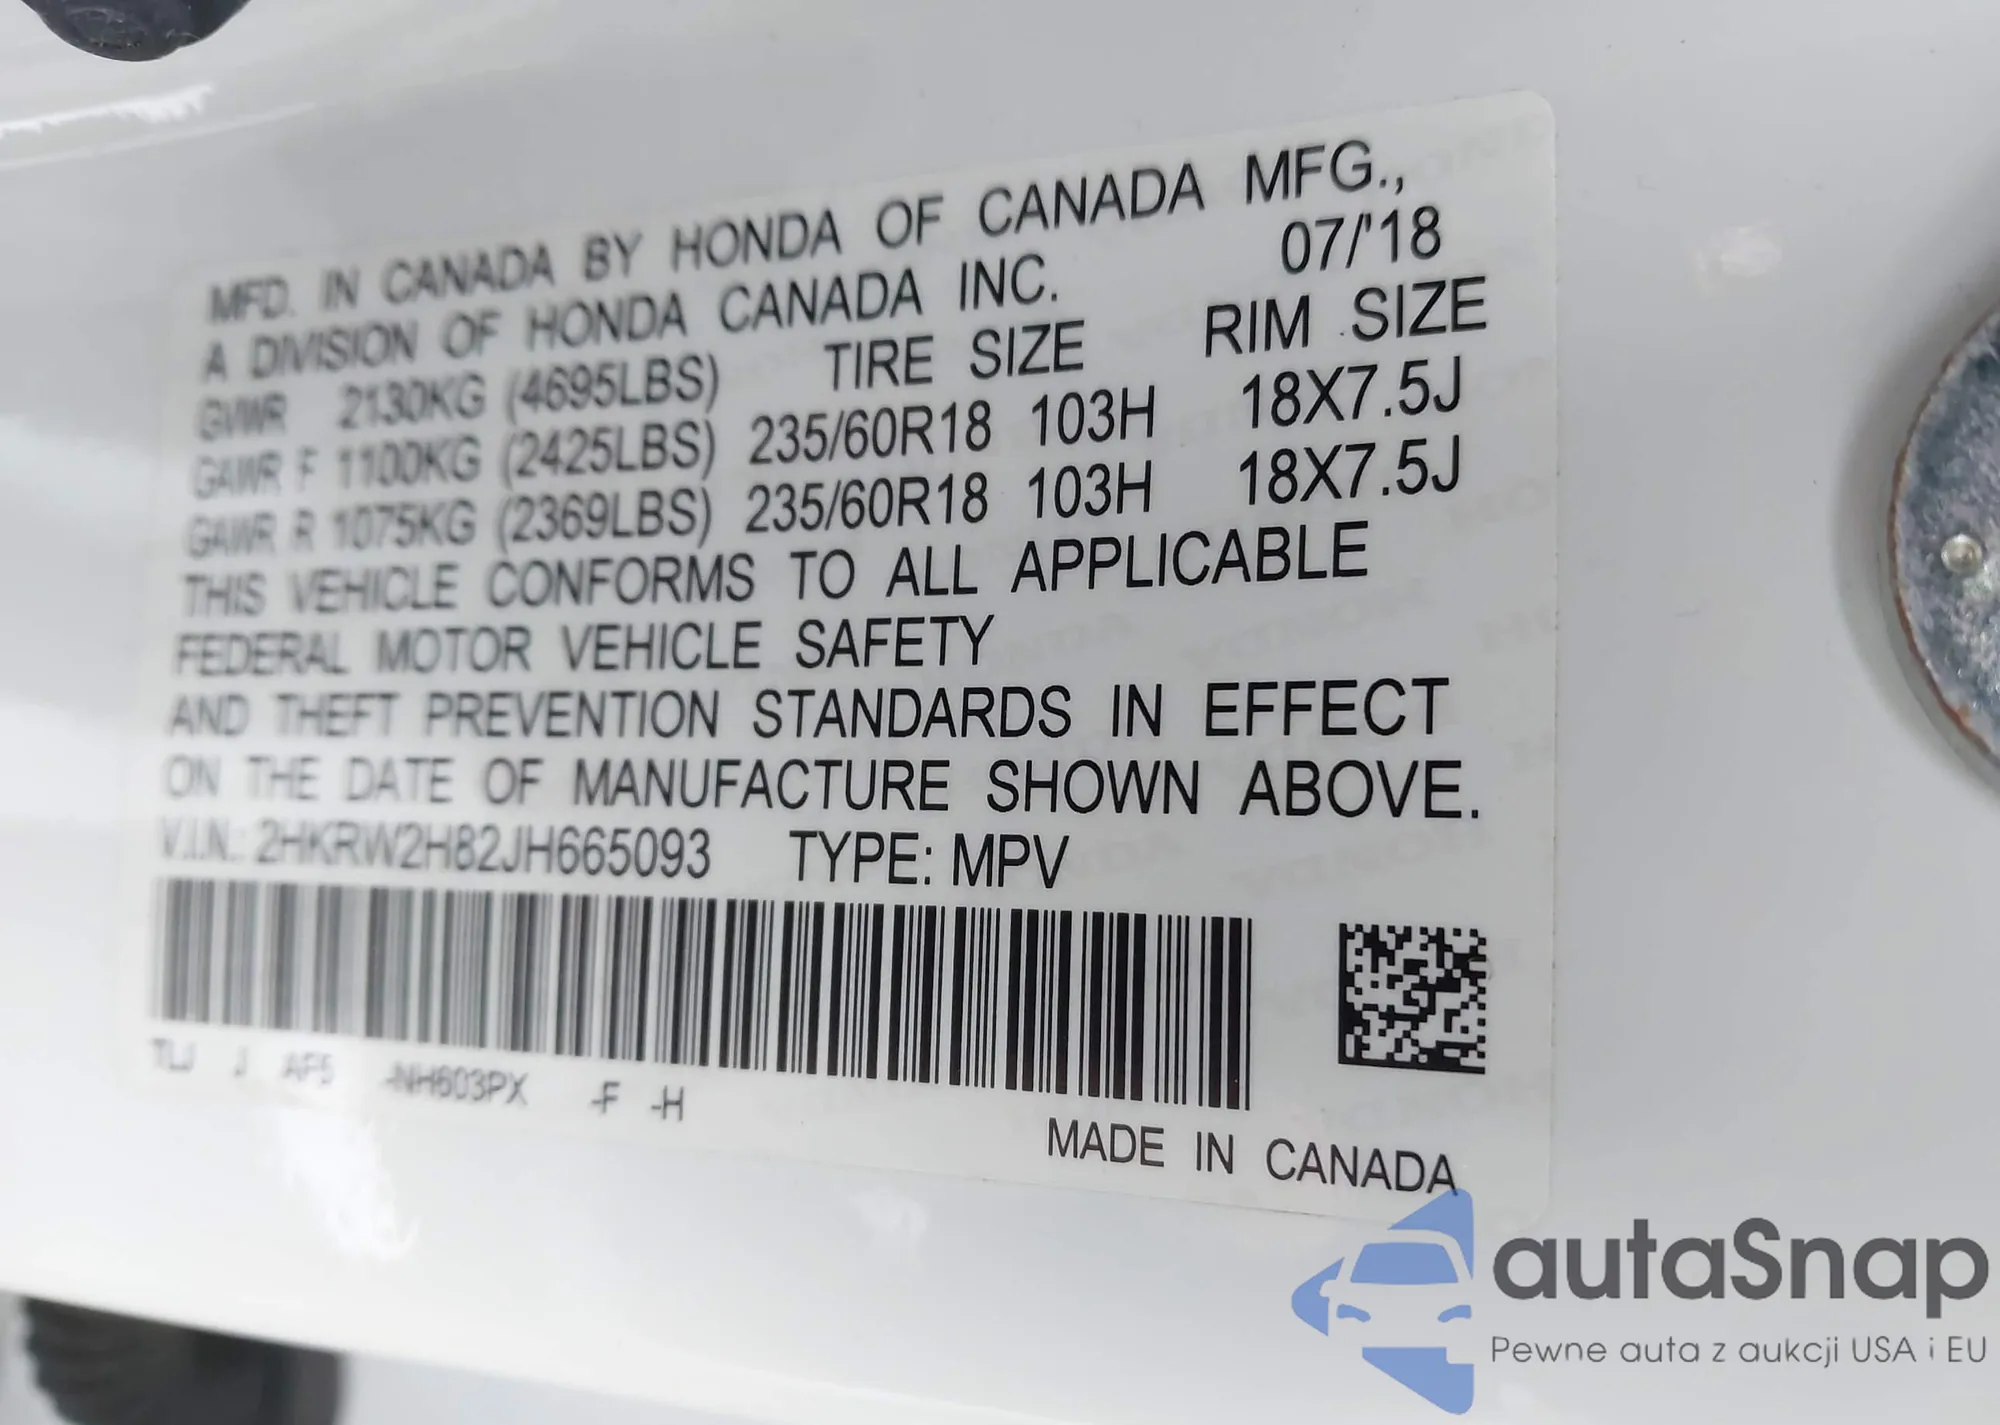 MFD. IN CANADA BY HONDA OF CANADA MFG.,
A DIVISION OF HONDA CANADA INC. 07/'18
GVWR 2130KG (4695LBS) TIRE SIZE RIM SIZE
GAWR F 1100KG (2425LBS) 235/60R18 103H 18X7.5J
GAWR R 1075KG (2369LBS) 235/60R18 103H 18X7.5J
THIS VEHICLE CONFORMS TO ALL APPLICABLE
FEDERAL MOTOR VEHICLE SAFETY
AND THEFT PREVENTION STANDARDS IN EFFECT
ON THE DATE OF MANUFACTURE SHOWN ABOVE.
V.I.N.: 2HKRW2H82JH665093 TYPE: MPV
TLJ J AF5 -NH603PX -F -H
MADE IN CANADA
autaSnap
Pewne auta z aukcji USA i EU